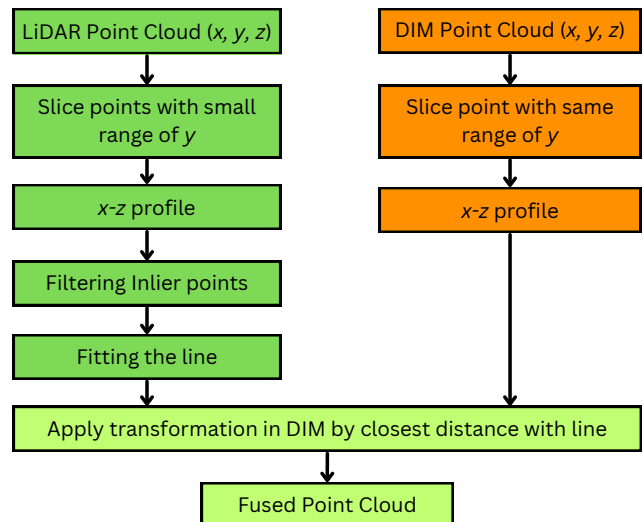 LiDAR Point Cloud (x, y, z)
DIM Point Cloud (x, y, z)
Slice points with small
range of y
Slice point with same
range of y
x-z profile
x-z profile
Filtering Inlier points
Fitting the line
Apply transformation in DIM by closest distance with line
Fused Point Cloud